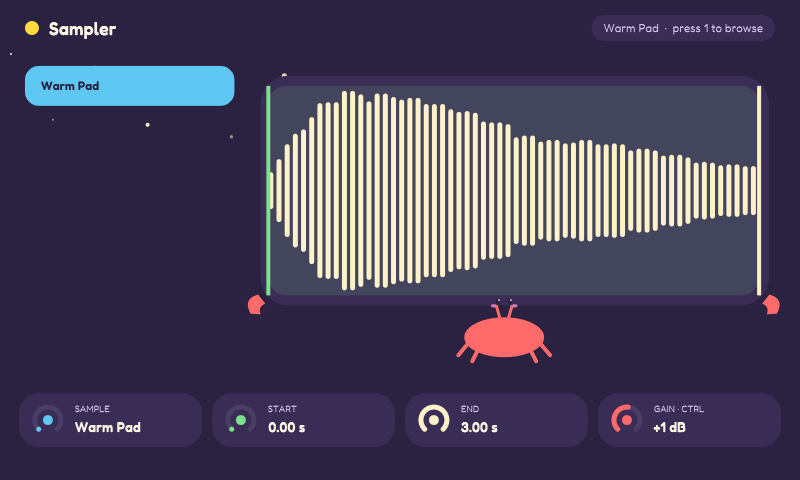 Sampler
Warm Pad · press 1 to browse
Warm Pad
SAMPLE
Warm Pad
START
0.00 s
END
3.00 s
GAIN · CTRL
+1 dB